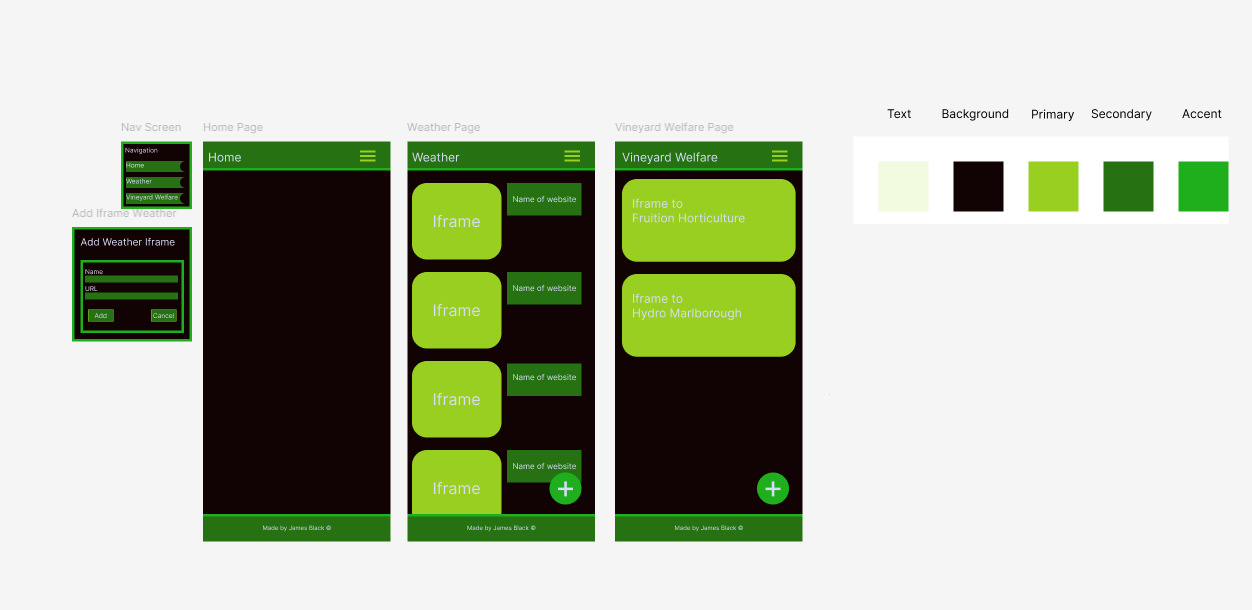 Text
Background
Primary
Secondary
Accent
Nav Screen
Navigation
Home
Weather
Vineyard Welfare
Add Iframe Weather
Add Weather Iframe
Name
URL
Add
Cancel
Home Page
Home
Made by James Black ©
Weather Page
Weather
Iframe
Name of website
Iframe
Name of website
Iframe
Name of website
Iframe
Name of website
+
Made by James Black ©
Vineyard Welfare Page
Vineyard Welfare
Iframe to
Fruition Horticulture
Iframe to
Hydro Marlborough
+
Made by James Black ©